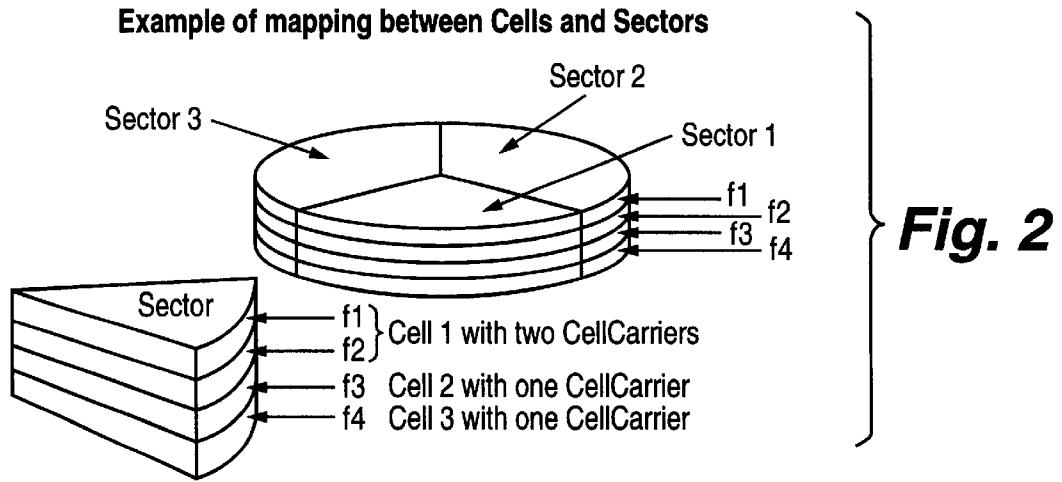 Example of mapping between Cells and Sectors
Sector 2
Sector 3
Sector 1
f1
f2
f3
f4
Fig. 2
Sector
f1
f2
Cell 1 with two CellCarriers
f3 Cell 2 with one CellCarrier
f4 Cell 3 with one CellCarrier